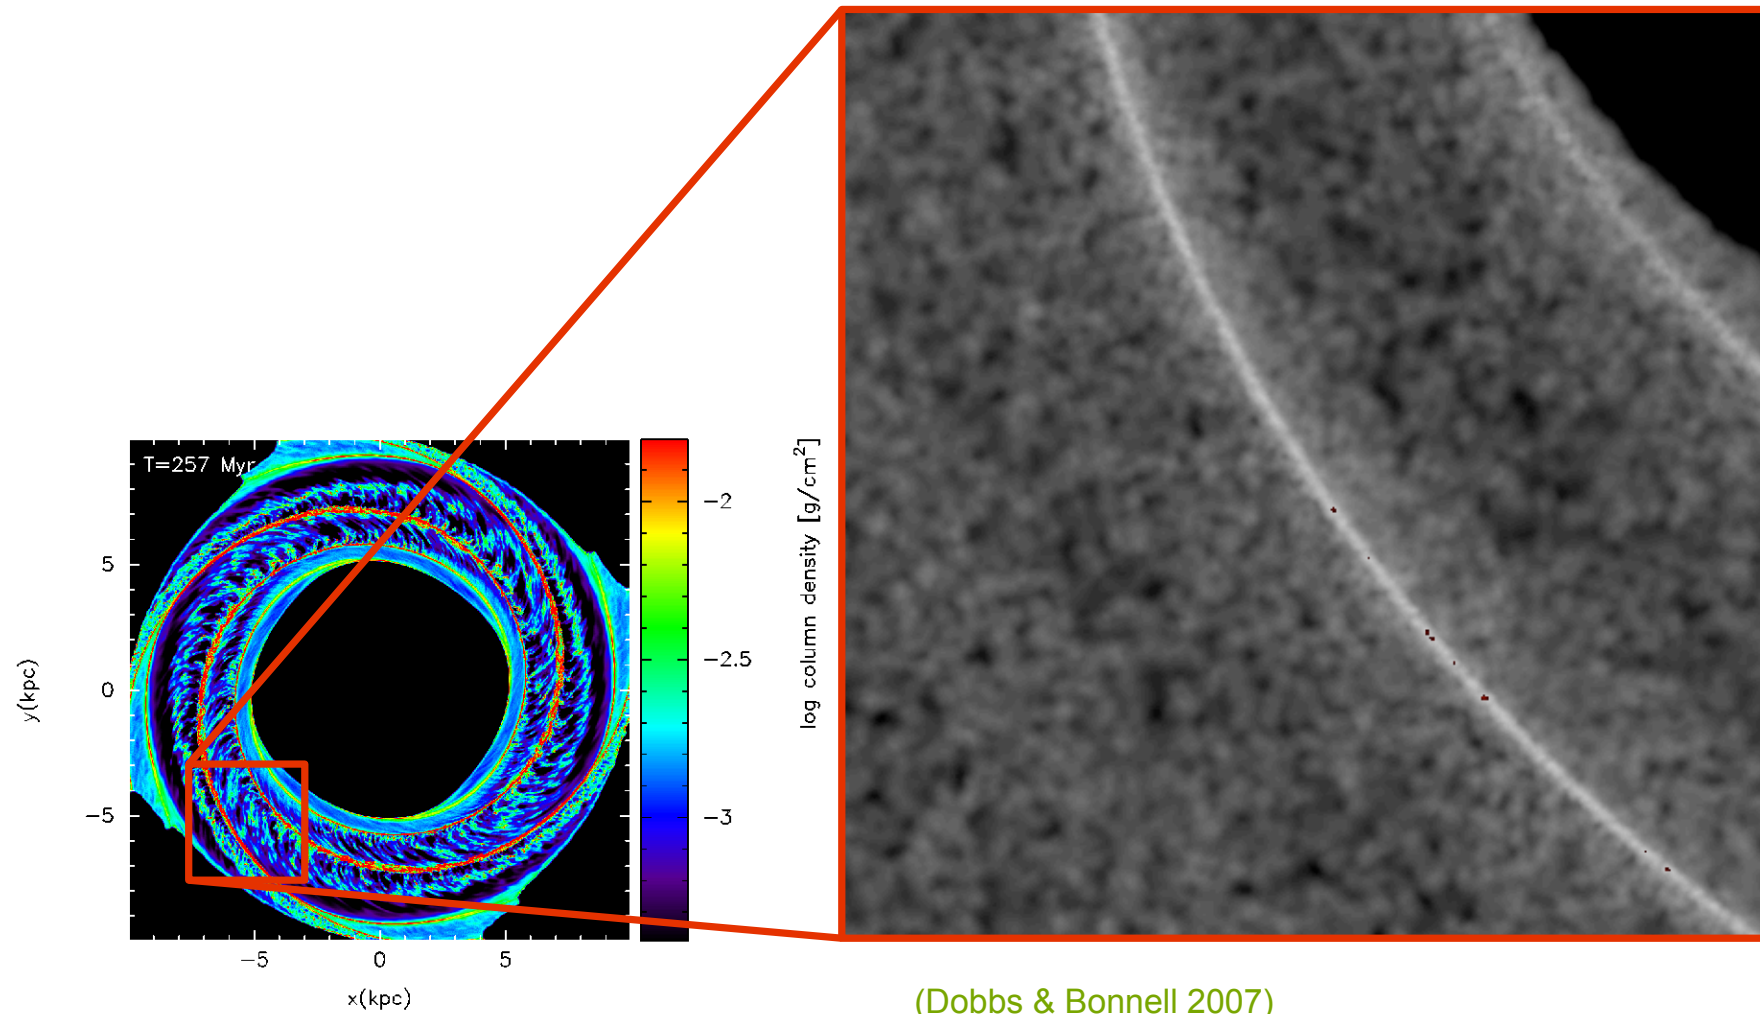 T=257 Myr
5
0
−5
y(kpc)
−5
0
5
x(kpc)
−2
−2.5
−3
log column density [g/cm²]
(Dobbs & Bonnell 2007)